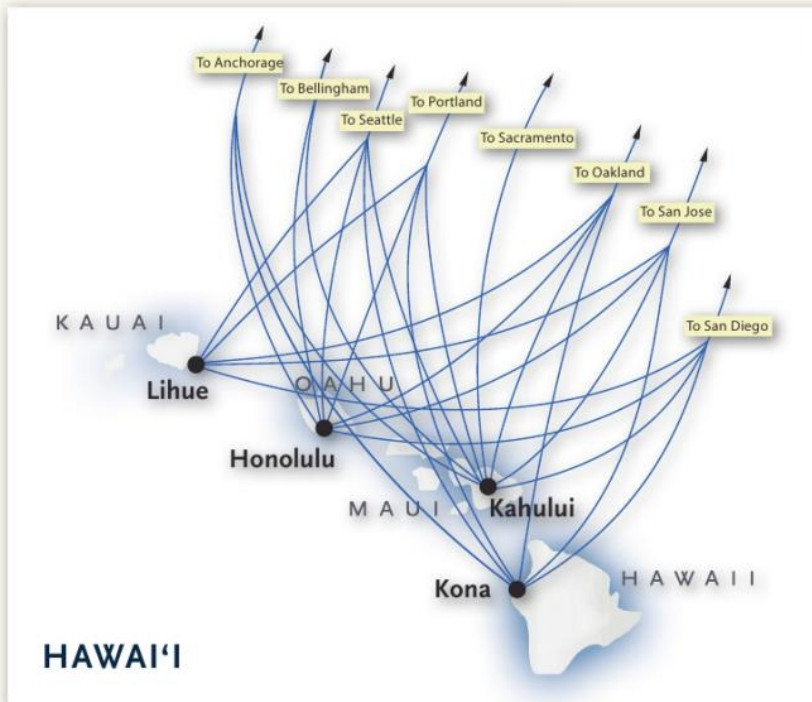 To Anchorage
To Bellingham
To Seattle
To Portland
To Sacramento
To Oakland
To San Jose
To San Diego
KAUAI
Lihue
OAHU
Honolulu
MAUI
Kahului
Kona
HAWAII
HAWAI‘I